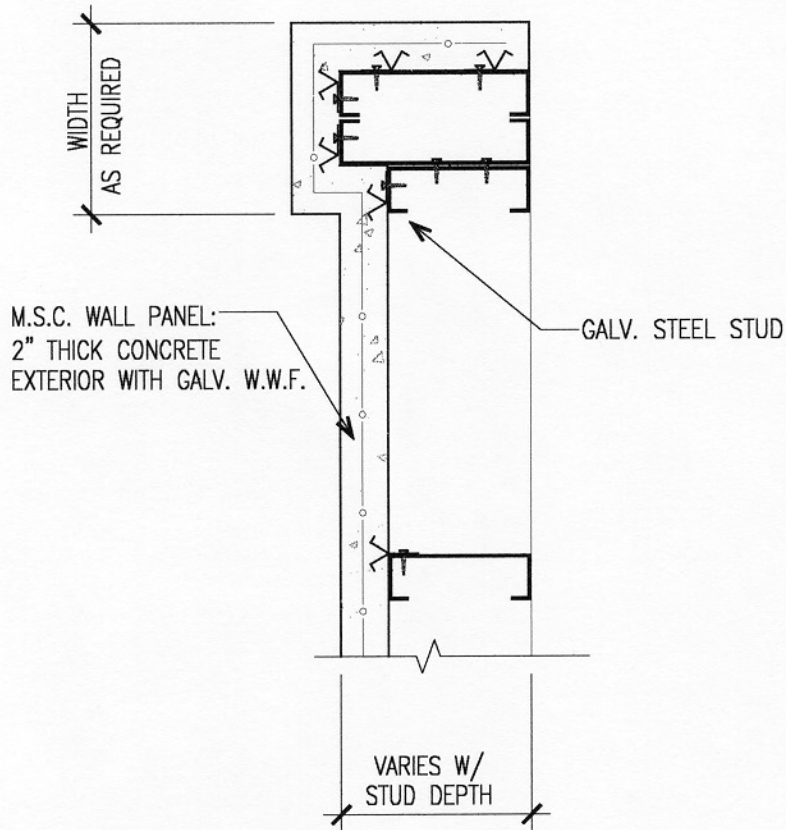 WIDTH
AS REQUIRED
M.S.C. WALL PANEL:
2" THICK CONCRETE
EXTERIOR WITH GALV. W.W.F.
GALV. STEEL STUD
VARIES W/
STUD DEPTH